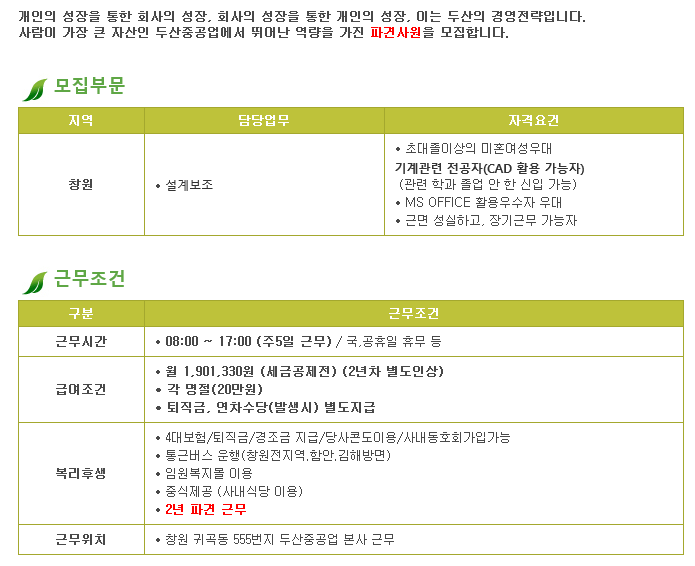 개인의 성장을 통한 회사의 성장, 회사의 성장을 통한 개인의 성장, 이는 두산의 경영전략입니다.
사람이 가장 큰 자산인 두산중공업에서 뛰어난 역량을 가진 파견사원을 모집합니다.
모집부문
지역 담당업무 자격요건
창원
• 설계보조
• 초대졸이상의 미혼여성우대
기계관련 전공자(CAD 활용 가능자)
(관련 학과 졸업 안 한 신입 가능)
• MS OFFICE 활용우수자 우대
• 근면 성실하고, 장기근무 가능자
근무조건
구분 근무조건
근무시간 • 08:00 ~ 17:00 (주5일 근무) / 국,공휴일 휴무 등
급여조건
• 월 1,901,330원 (세금공제전) (2년차 별도인상)
• 각 명절(20만원)
• 퇴직금, 연차수당(발생시) 별도지급
복리후생
• 4대보험/퇴직금/경조금 지급/당사콘도이용/사내동호회가입가능
• 통근버스 운행(창원전지역,함안,김해방면)
• 임원복지몰 이용
• 중식제공 (사내식당 이용)
• 2년 파견 근무
근무위치 • 창원 귀곡동 555번지 두산중공업 본사 근무